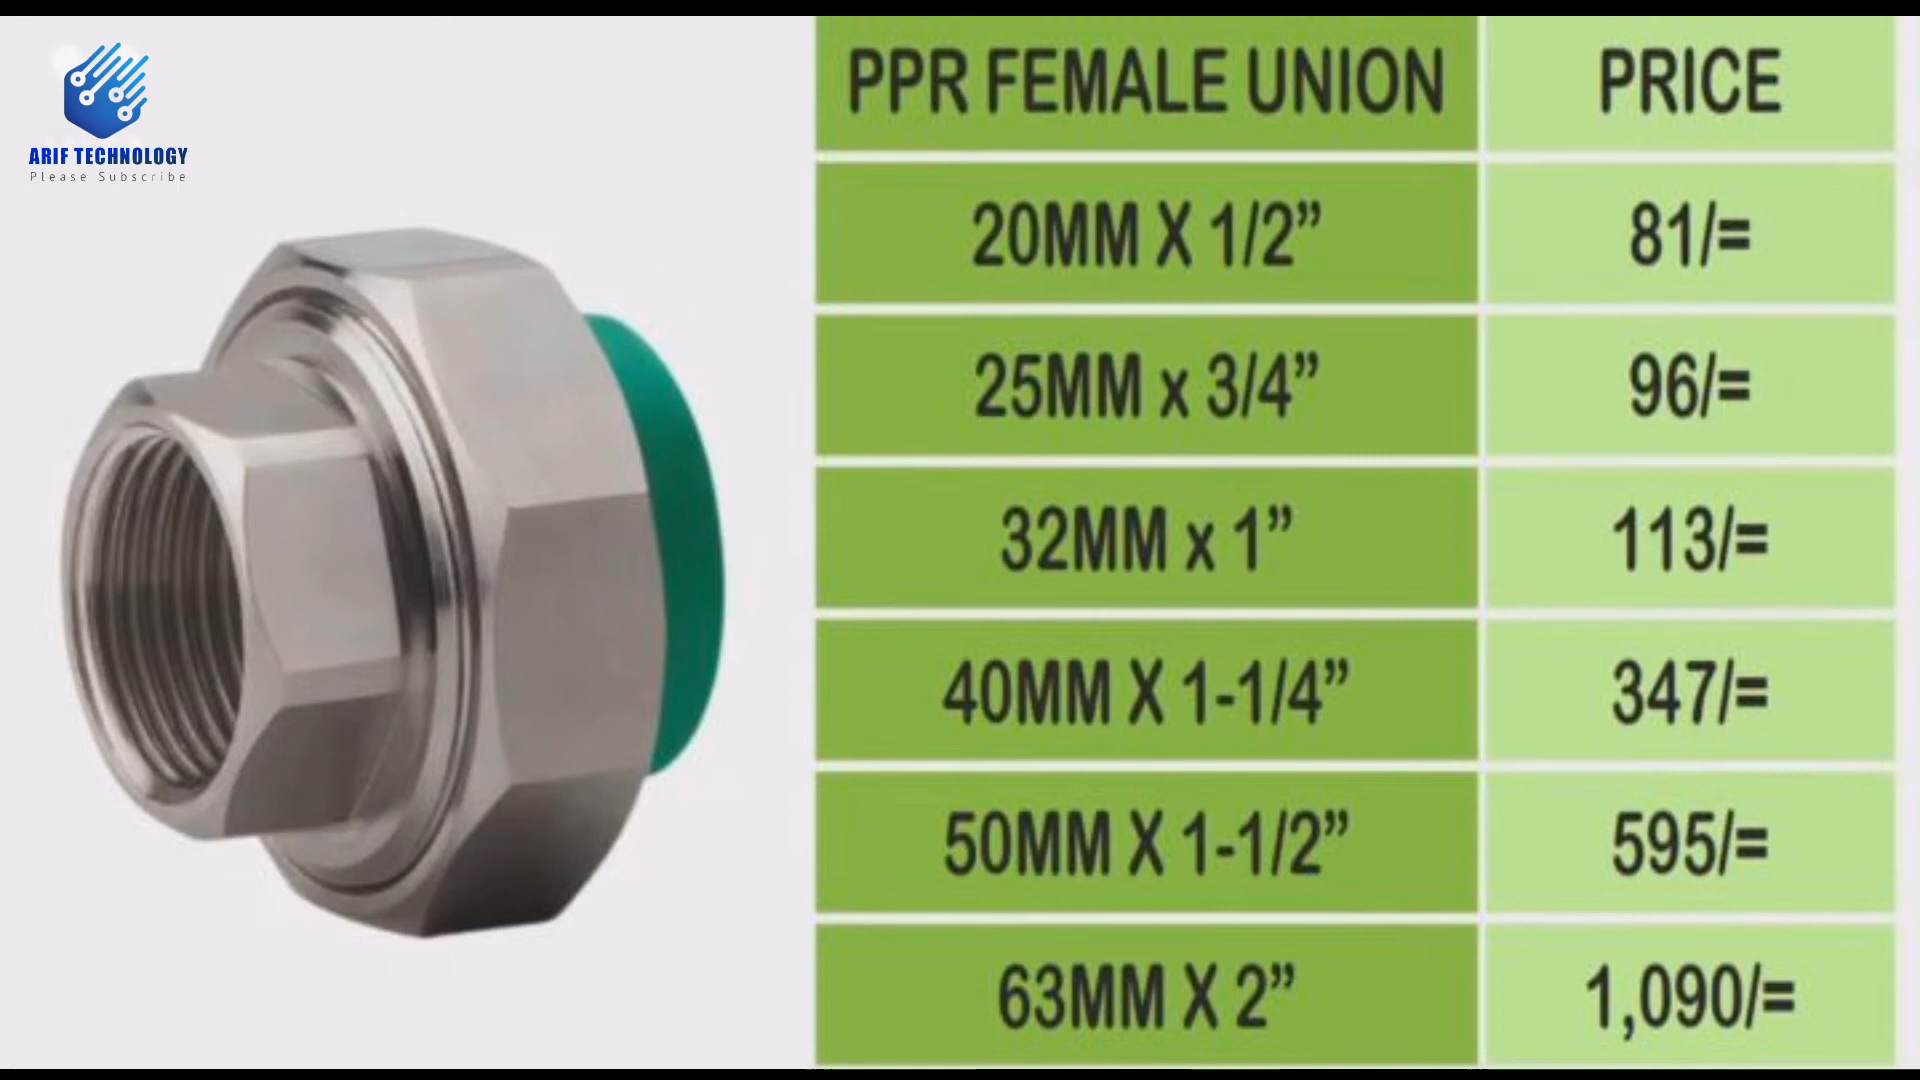 ARIF TECHNOLOGY
Please Subscribe
PPR FEMALE UNION PRICE
20MM X 1/2” 81/=
25MM x 3/4” 96/=
32MM x 1” 113/=
40MM X 1-1/4” 347/=
50MM X 1-1/2” 595/=
63MM X 2” 1,090/=